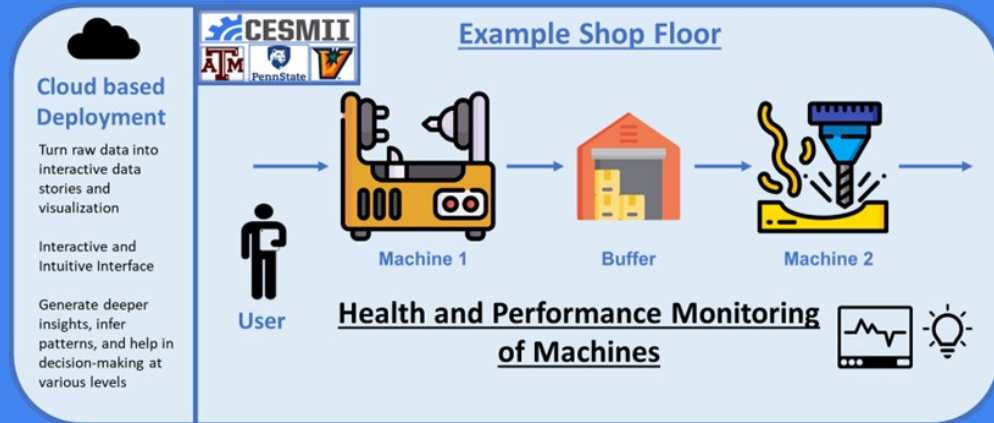 Cloud based
Deployment
Turn raw data into
interactive data
stories and
visualization
Interactive and
Intuitive Interface
Generate deeper
insights, infer
patterns, and help in
decision-making at
various levels
CESMII
ATM
PennState
V
Example Shop Floor
Machine 1
Buffer
Machine 2
User
Health and Performance Monitoring
of Machines